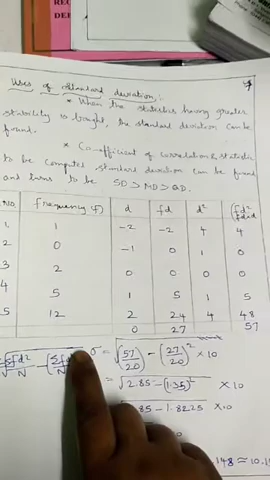 Uses of Standard deviation :
* When the statistics having greater
stability is sought, the standard deviation can be
found.
* Co-efficient of correlation & statistic
to be computed standard deviation can be found
and turns to be SD > MD > QD.
NO. Frequency (f) d fd d² fd²
1 -2 -2 4 4
2 0 -1 0 1 0
3 2 0 0 0 0
4 5 1 5 1 5
5 12 2 24 4 48
0 27 57
σ = √(57/20) - (27/20)² × 10
= √2.85 - (1.35)² × 10
.85 - 1.8225 × 10
148 ≈ 10.1